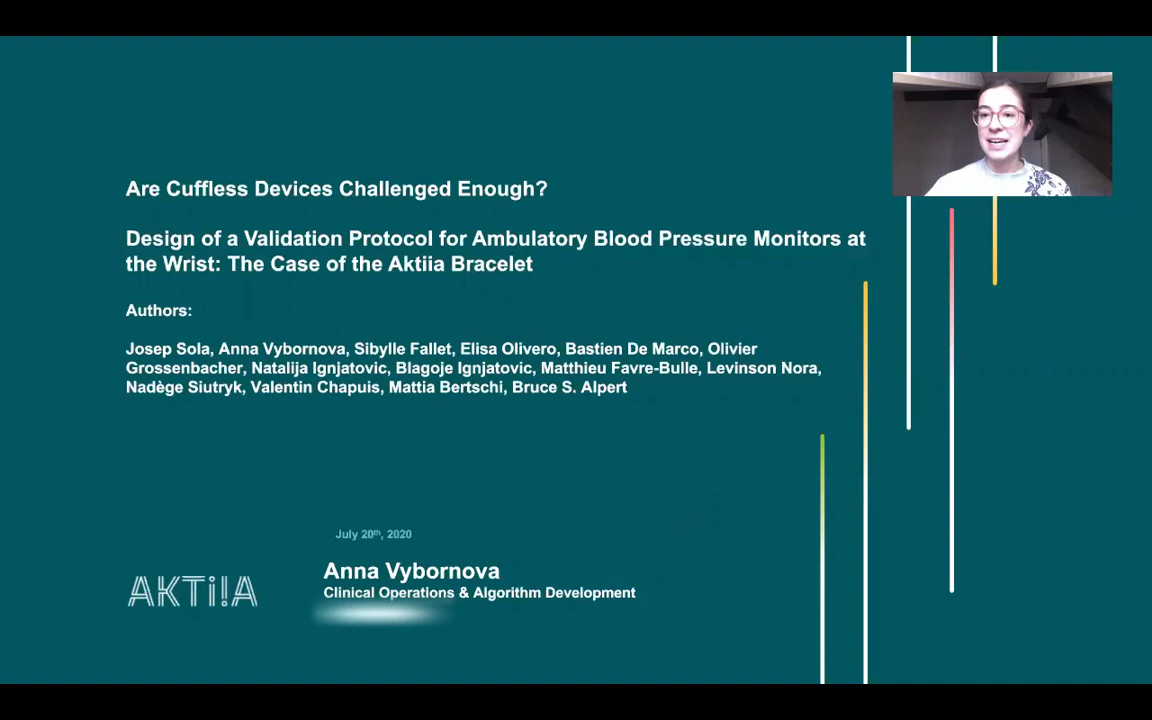 Are Cuffless Devices Challenged Enough?
Design of a Validation Protocol for Ambulatory Blood Pressure Monitors at
the Wrist: The Case of the Aktiia Bracelet
Authors:
Josep Sola, Anna Vybornova, Sibylle Fallet, Elisa Olivero, Bastien De Marco, Olivier
Grossenbacher, Natalija Ignjatovic, Blagoje Ignjatovic, Matthieu Favre-Bulle, Levinson Nora,
Nadège Siutryk, Valentin Chapuis, Mattia Bertschi, Bruce S. Alpert
July 20th, 2020
AKTi!A
Anna Vybornova
Clinical Operations & Algorithm Development